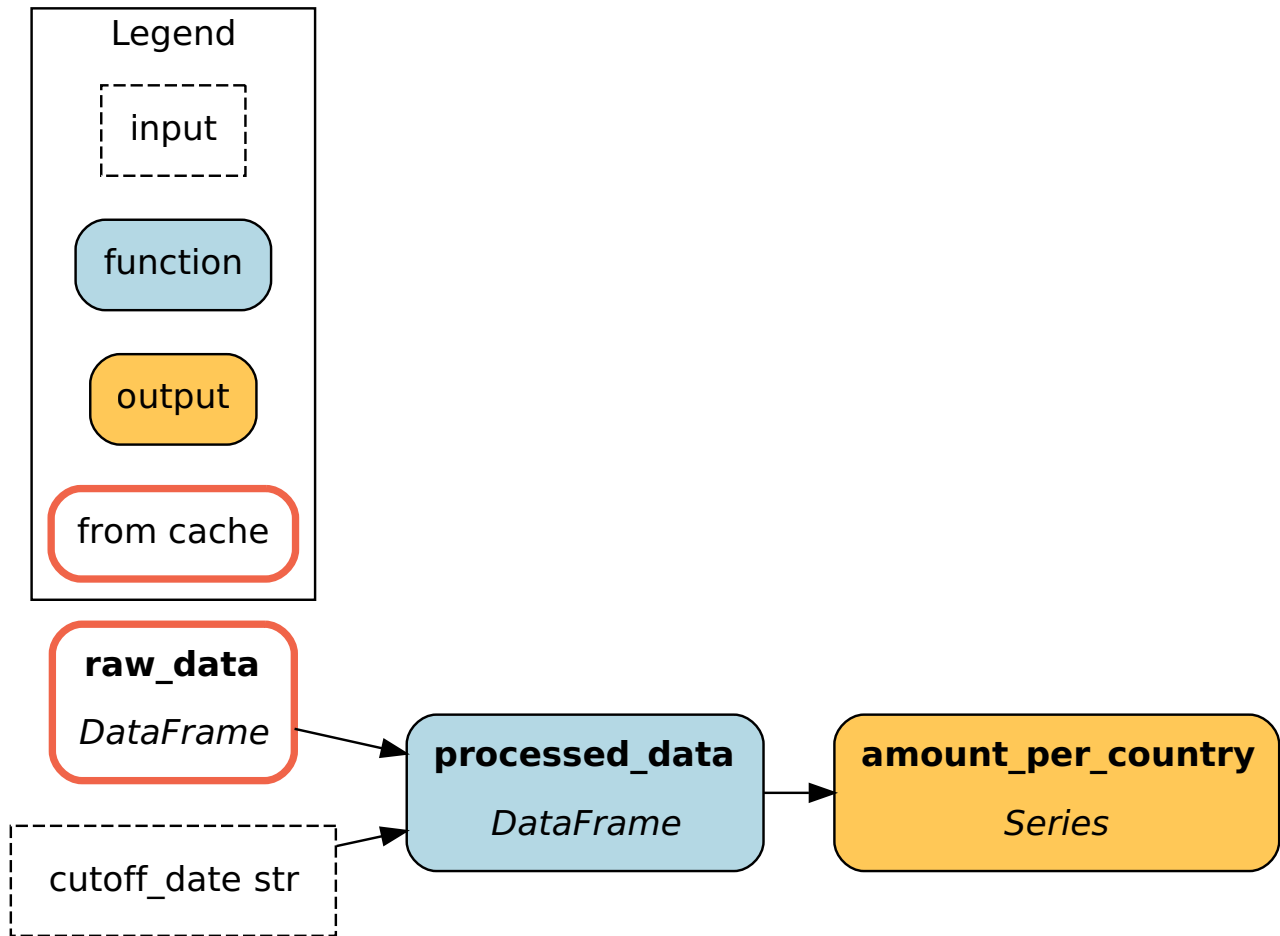 Legend
input
function
output
from cache
raw_data
DataFrame
cutoff_date str
processed_data
DataFrame
amount_per_country
Series